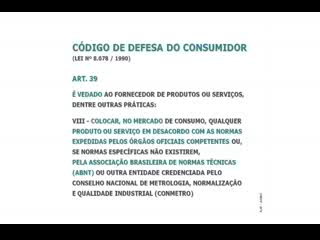 CÓDIGO DE DEFESA DO CONSUMIDOR
(LEI Nº 8.078 / 1990)
ART. 39
É VEDADO AO FORNECEDOR DE PRODUTOS OU SERVIÇOS,
DENTRE OUTRAS PRÁTICAS:
VIII - COLOCAR, NO MERCADO DE CONSUMO, QUALQUER
PRODUTO OU SERVIÇO EM DESACORDO COM AS NORMAS
EXPEDIDAS PELOS ÓRGÃOS OFICIAIS COMPETENTES OU,
SE NORMAS ESPECÍFICAS NÃO EXISTIREM,
PELA ASSOCIAÇÃO BRASILEIRA DE NORMAS TÉCNICAS
(ABNT) OU OUTRA ENTIDADE CREDENCIADA PELO
CONSELHO NACIONAL DE METROLOGIA, NORMALIZAÇÃO
E QUALIDADE INDUSTRIAL (CONMETRO)